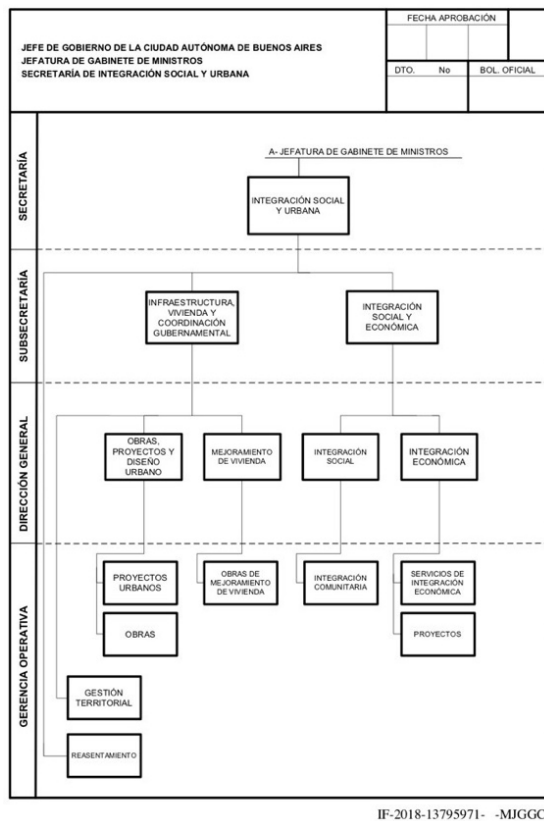 JEFE DE GOBIERNO DE LA CIUDAD AUTÓNOMA DE BUENOS AIRES
JEFATURA DE GABINETE DE MINISTROS
SECRETARÍA DE INTEGRACIÓN SOCIAL Y URBANA
FECHA APROBACIÓN
DTO. No BOL. OFICIAL
SECRETARÍA
A- JEFATURA DE GABINETE DE MINISTROS
INTEGRACIÓN SOCIAL
Y URBANA
SUBSECRETARÍA
INFRAESTRUCTURA,
VIVIENDA Y
COORDINACIÓN
GUBERNAMENTAL
INTEGRACIÓN
SOCIAL Y
ECONÓMICA
DIRECCIÓN GENERAL
OBRAS,
PROYECTOS Y
DISEÑO
URBANO
MEJORAMIENTO
DE VIVIENDA
INTEGRACIÓN
SOCIAL
INTEGRACIÓN
ECONÓMICA
GERENCIA OPERATIVA
PROYECTOS
URBANOS
OBRAS DE
MEJORAMIENTO
DE VIVIENDA
INTEGRACIÓN
COMUNITARIA
SERVICIOS DE
INTEGRACIÓN
ECONÓMICA
OBRAS
PROYECTOS
GESTIÓN
TERRITORIAL
REASENTAMIENTO
IF-2018-13795971- -MJGGC